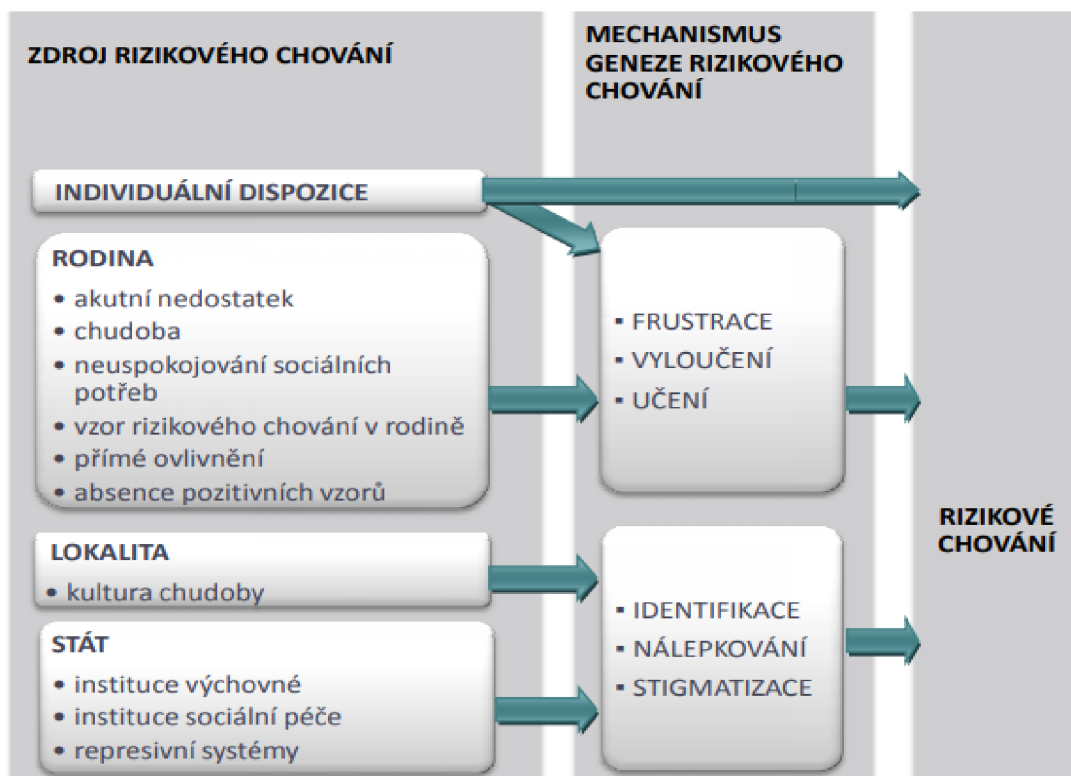 ZDROJ RIZIKOVÉHO CHOVÁNÍ
MECHANISMUS
GENEZE RIZIKOVÉHO
CHOVÁNÍ
INDIVIDUÁLNÍ DISPOZICE
RODINA
• akutní nedostatek
• chudoba
• neuspokojování sociálních
potřeb
• vzor rizikového chování v rodině
• přímé ovlivnění
• absence pozitivních vzorů
▪ FRUSTRACE
▪ VYLOUČENÍ
▪ UČENÍ
LOKALITA
• kultura chudoby
STÁT
• instituce výchovné
• instituce sociální péče
• represivní systémy
▪ IDENTIFIKACE
▪ NÁLEPKOVÁNÍ
▪ STIGMATIZACE
RIZIKOVÉ
CHOVÁNÍ